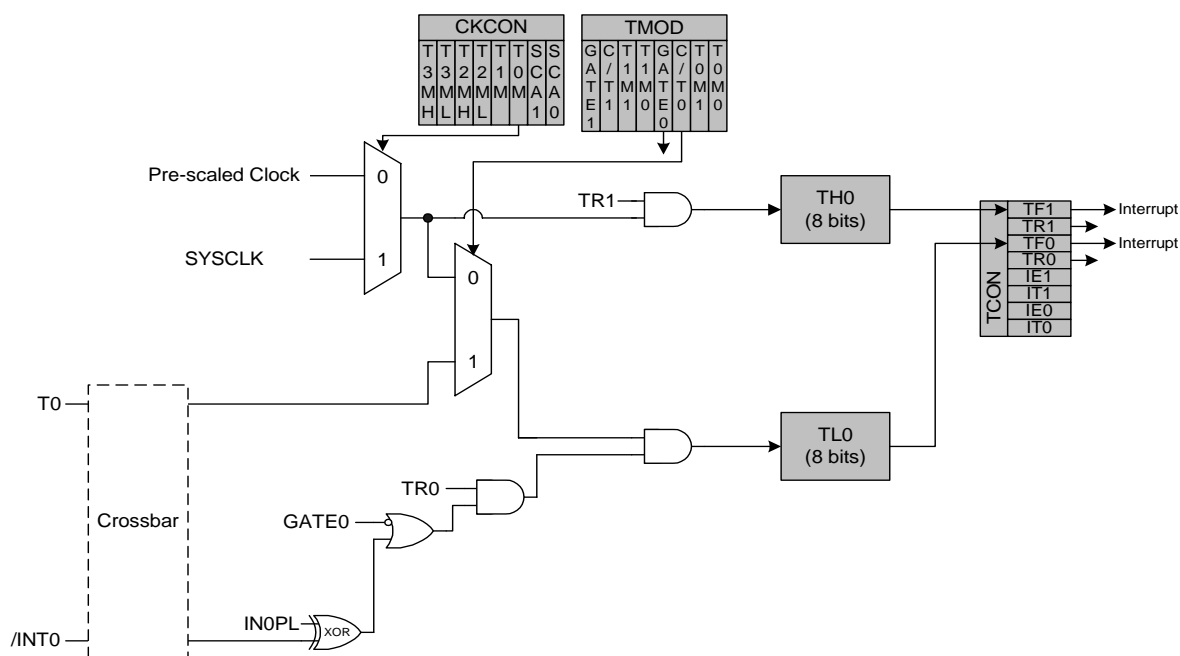 CKCON
T3MH
T3ML
T2MH
T2ML
T1M
T0M
SCA1
SCA0
TMOD
GATE1
C/T1
T1M1
T1M0
GATE0
C/T0
T0M1
T0M0
Pre-scaled Clock
0
SYSCLK
1
TR1
TH0
(8 bits)
0
1
TCON
TF1
TR1
TF0
TR0
IE1
IT1
IE0
IT0
Interrupt
Interrupt
T0
TL0
(8 bits)
TR0
GATE0
Crossbar
IN0PL
XOR
/INT0